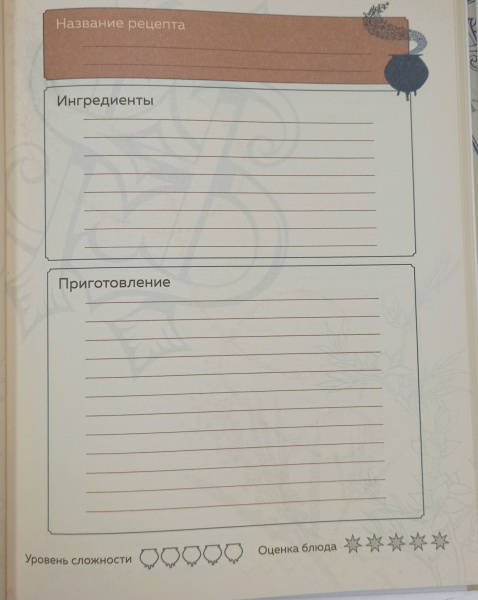 Название рецепта
Ингредиенты
Приготовление
Уровень сложности
Оценка блюда